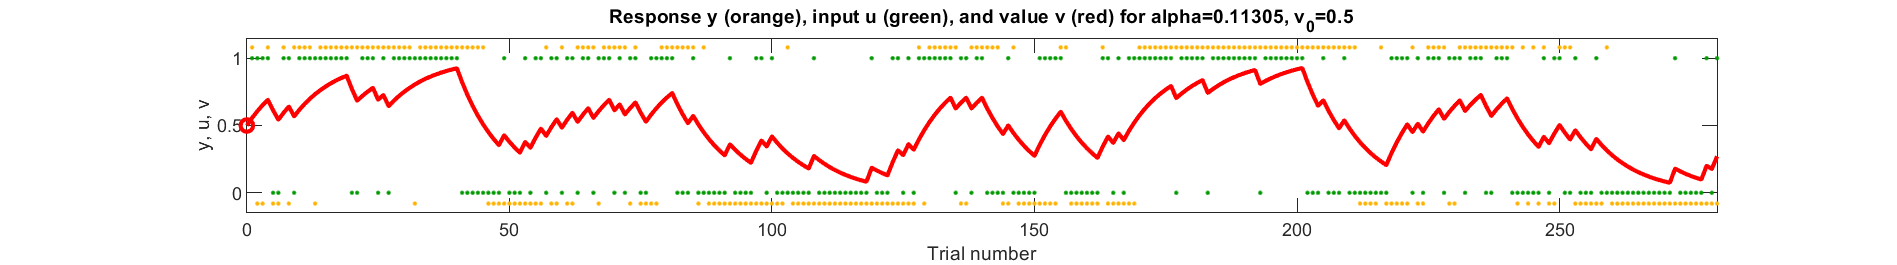 Response y (orange), input u (green), and value v (red) for alpha=0.11305, v₀=0.5
y, u, v
1
0.5
0
0 50 100 150 200 250
Trial number